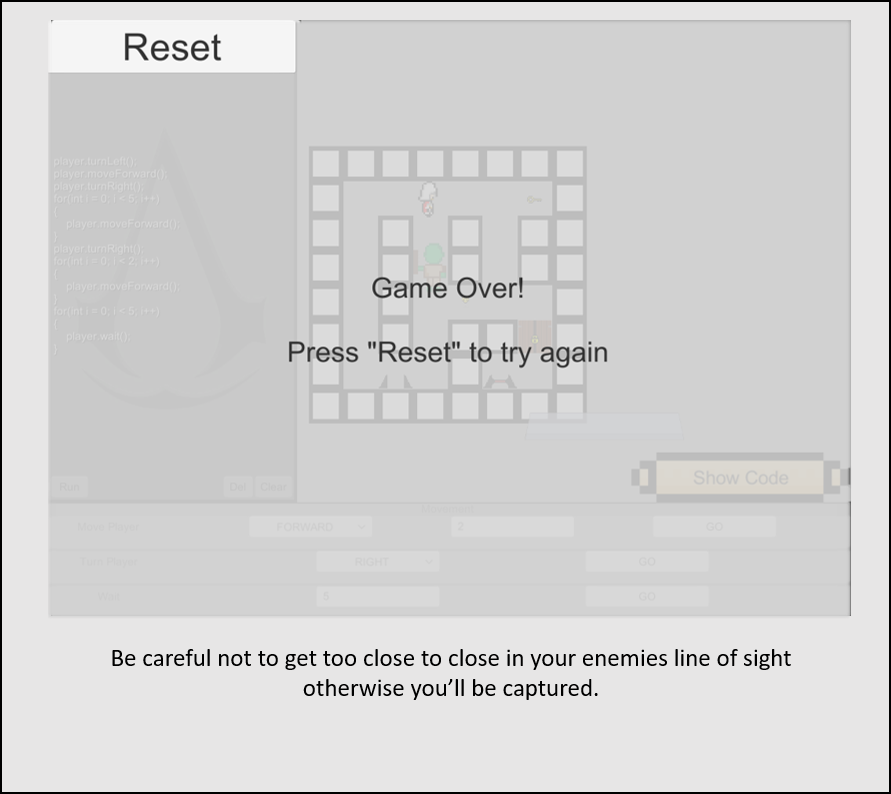 Reset
player.turnLeft();
player.moveForward();
player.turnRight();
for(int i = 0; i < 5; i++)
{
player.moveForward();
}
player.turnRight();
for(int i = 0; i < 2; i++)
{
player.moveForward();
}
for(int i = 0; i < 5; i++)
{
player.wait();
}
Game Over!
Press "Reset" to try again
Run
Del
Clear
Show Code
Move Player
FORWARD
2
GO
Turn Player
RIGHT
GO
Wait
GO
Be careful not to get too close to close in your enemies line of sight
otherwise you’ll be captured.